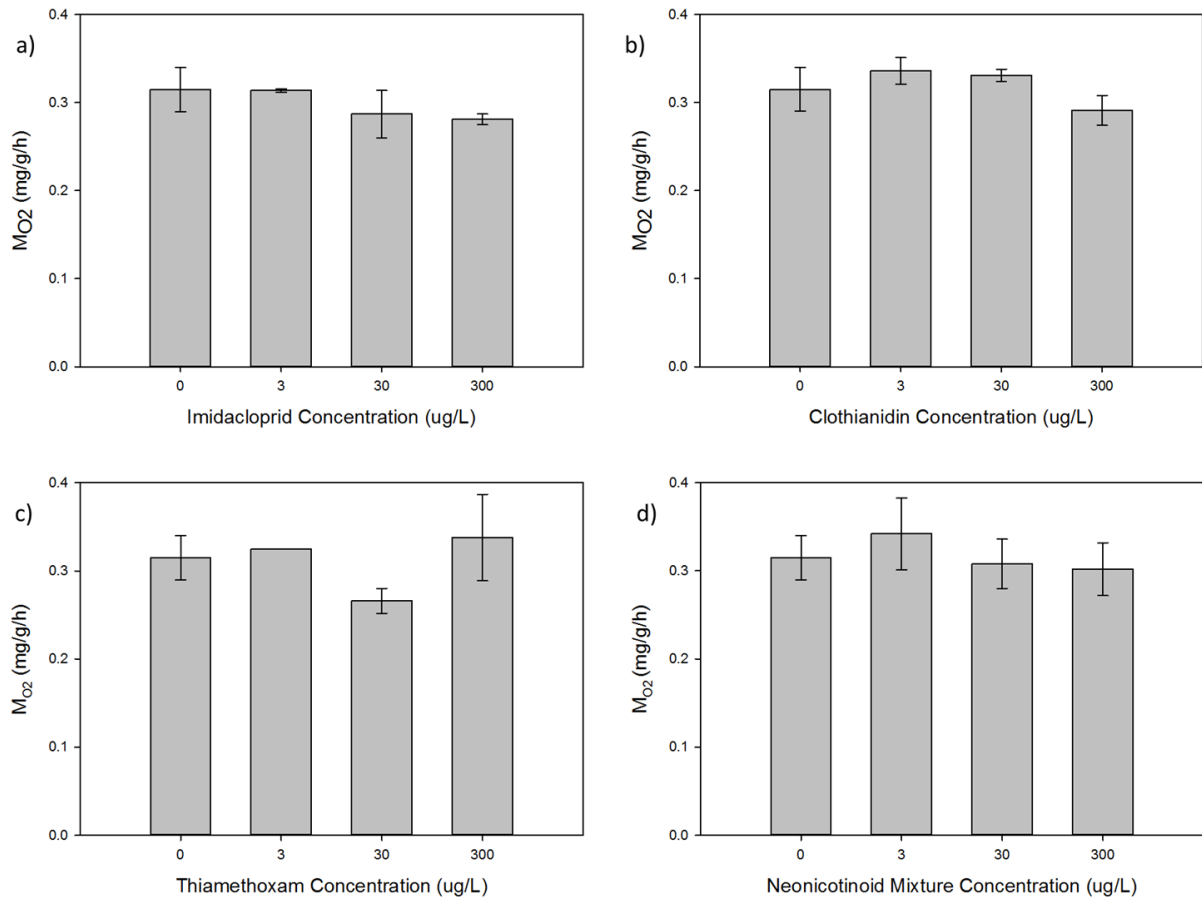 a)
0.4
0.3
0.2
0.1
0.0
MO2 (mg/g/h)
0 3 30 300
Imidacloprid Concentration (ug/L)
b)
0.4
0.3
0.2
0.1
0.0
MO2 (mg/g/h)
0 3 30 300
Clothianidin Concentration (ug/L)
c)
0.4
0.3
0.2
0.1
0.0
MO2 (mg/g/h)
0 3 30 300
Thiamethoxam Concentration (ug/L)
d)
0.4
0.3
0.2
0.1
0.0
MO2 (mg/g/h)
0 3 30 300
Neonicotinoid Mixture Concentration (ug/L)